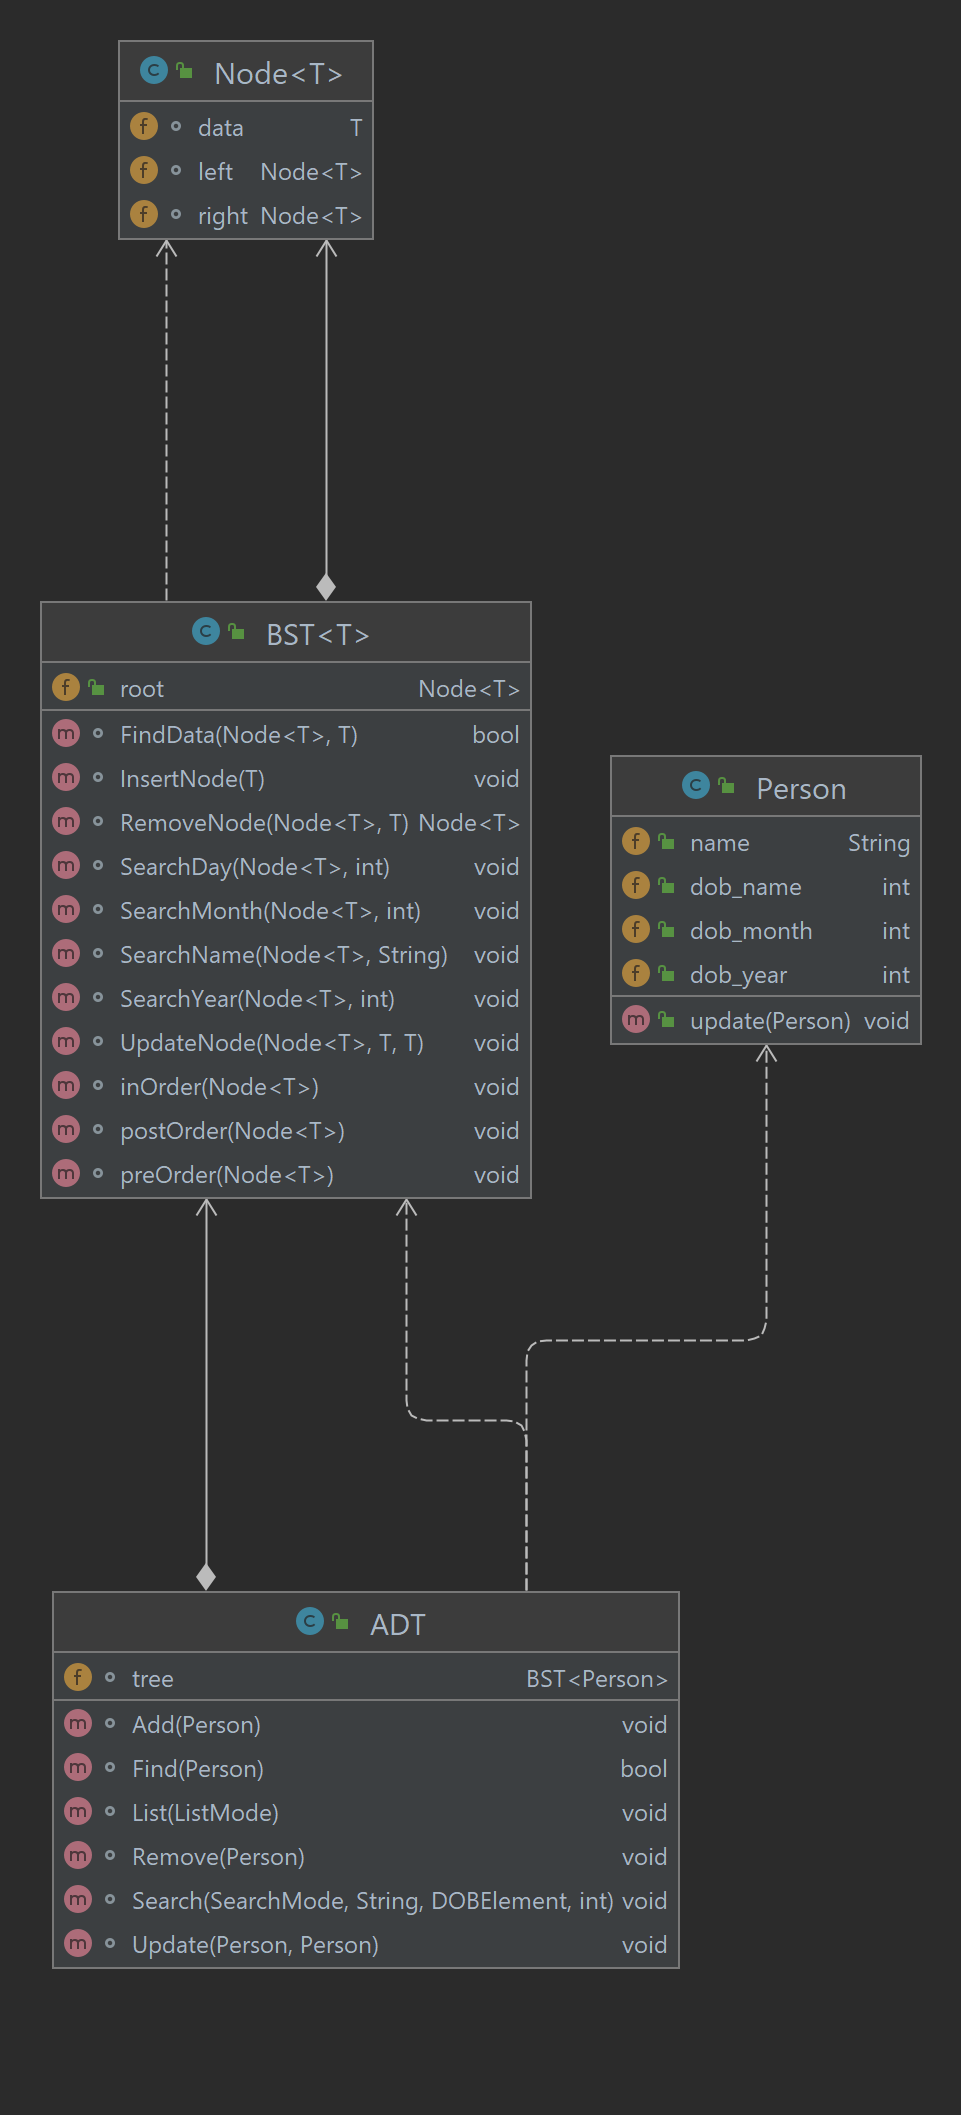 C Node<T>
f data T
f left Node<T>
f right Node<T>
C BST<T>
f root Node<T>
m FindData(Node<T>, T) bool
m InsertNode(T) void
m RemoveNode(Node<T>, T) Node<T>
m SearchDay(Node<T>, int) void
m SearchMonth(Node<T>, int) void
m SearchName(Node<T>, String) void
m SearchYear(Node<T>, int) void
m UpdateNode(Node<T>, T, T) void
m inOrder(Node<T>) void
m postOrder(Node<T>) void
m preOrder(Node<T>) void
C Person
f name String
f dob_name int
f dob_month int
f dob_year int
m update(Person) void
C ADT
f tree BST<Person>
m Add(Person) void
m Find(Person) bool
m List(ListMode) void
m Remove(Person) void
m Search(SearchMode, String, DOBElement, int) void
m Update(Person, Person) void